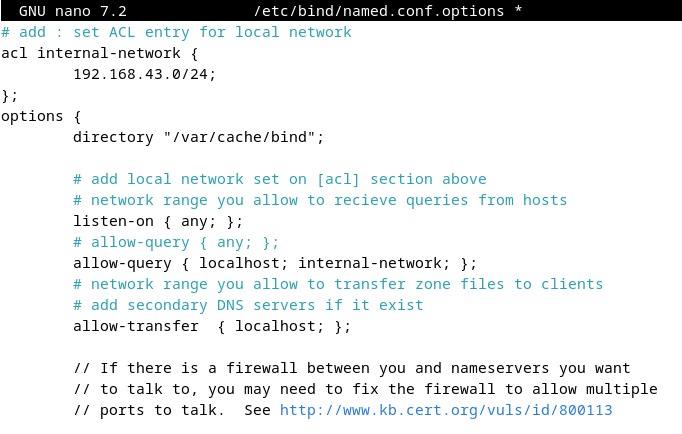 GNU nano 7.2 /etc/bind/named.conf.options *
# add : set ACL entry for local network
acl internal-network {
        192.168.43.0/24;
};
options {
        directory "/var/cache/bind";

        # add local network set on [acl] section above
        # network range you allow to recieve queries from hosts
        listen-on { any; };
        # allow-query { any; };
        allow-query { localhost; internal-network; };
        # network range you allow to transfer zone files to clients
        # add secondary DNS servers if it exist
        allow-transfer  { localhost; };

        // If there is a firewall between you and nameservers you want
        // to talk to, you may need to fix the firewall to allow multiple
        // ports to talk.  See http://www.kb.cert.org/vuls/id/800113